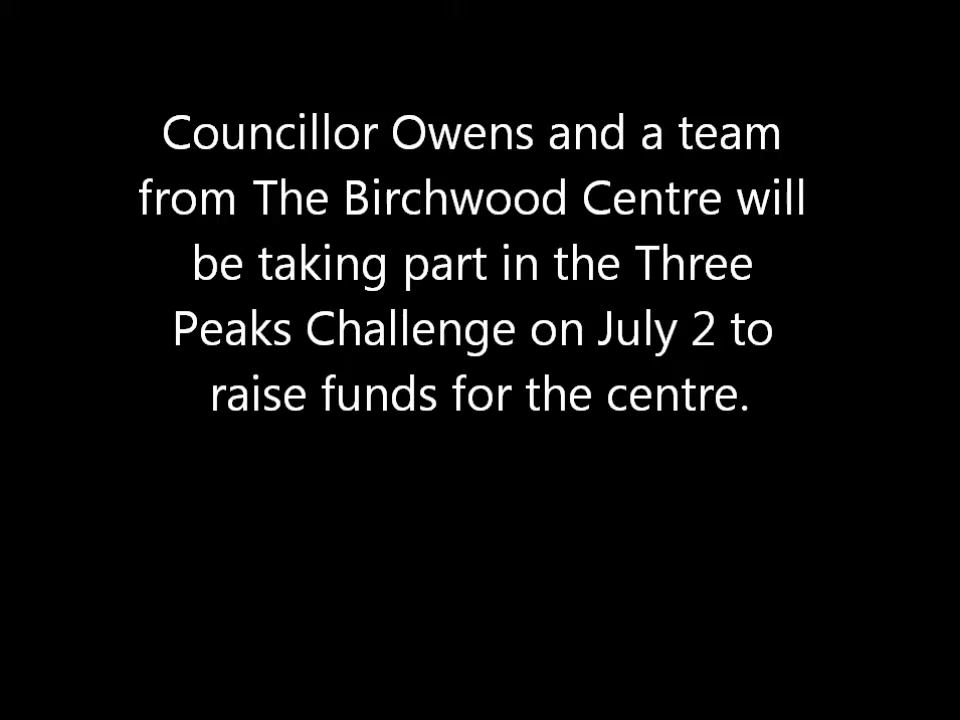 Councillor Owens and a team
from The Birchwood Centre will
be taking part in the Three
Peaks Challenge on July 2 to
raise funds for the centre.